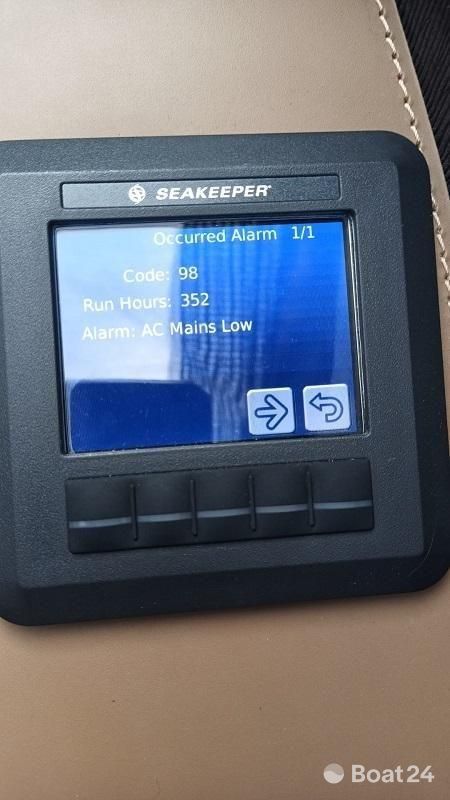 SEAKEEPER
Occurred Alarm 1/1
Code: 98
Run Hours: 352
Alarm: AC Mains Low
Boat24